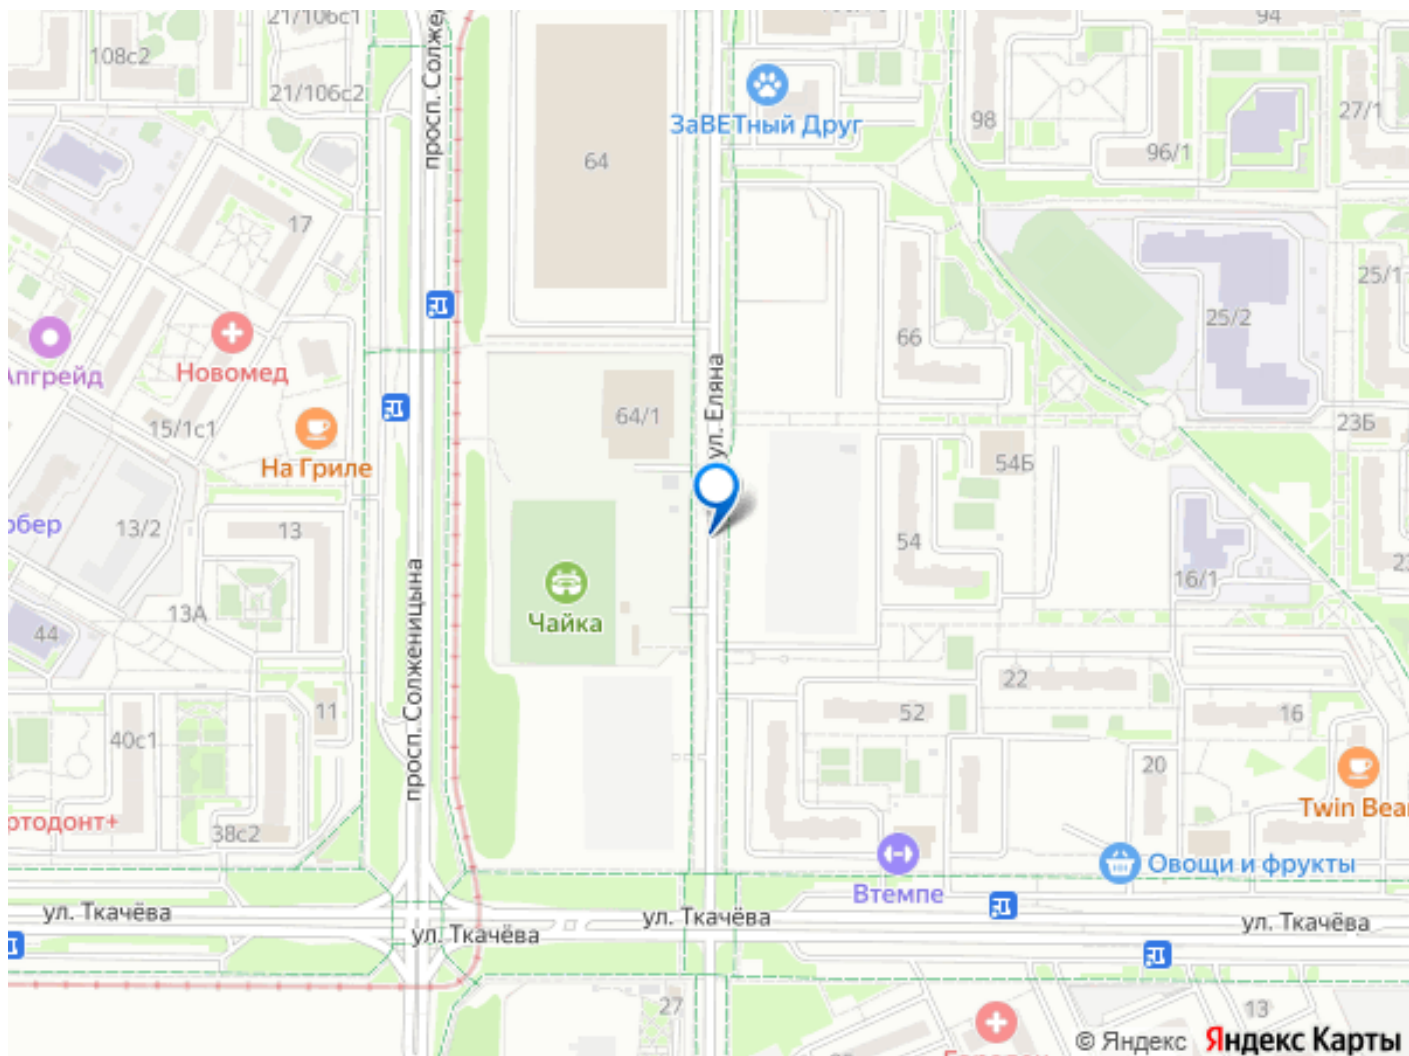 21/106с1
94
108с2
21/106с2
просп. Солже
ЗаВЕТный Друг
98
27/1
96/1
64
17
25/1
25/2
66
Новомед
пгрейд
ул. Еляна
64/1
15/1с1
23Б
На Гриле
54Б
13/2
13
54
16/1
просп. Солженицына
13А
Чайка
44
22
11
52
16
40с1
20
ртодонт+
Twin Bea
38с2
Втемпе
Овощи и фрукты
ул. Ткачёва
ул. Ткачёва
ул. Ткачёва
ул. Ткачёва
27
13
© Яндекс Яндекс Карты